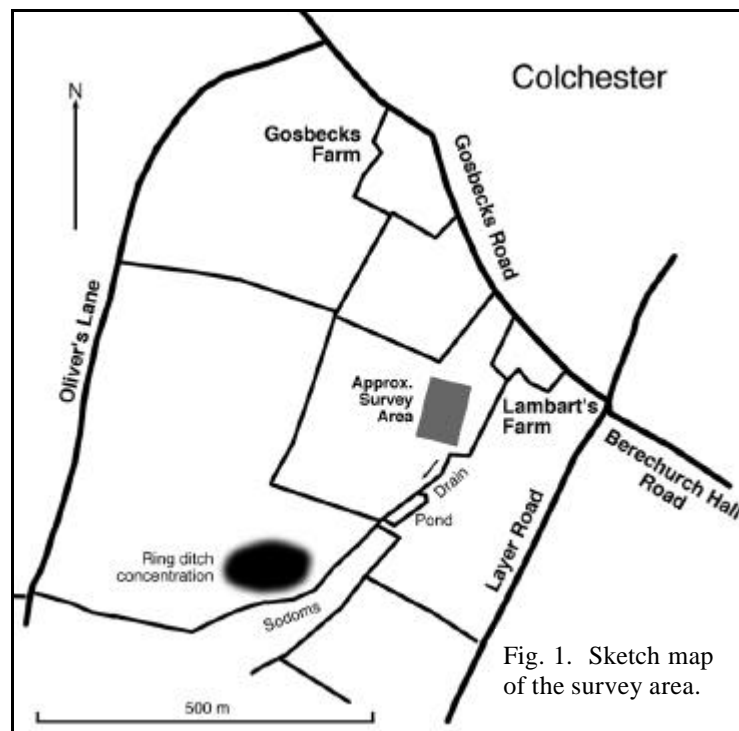 Colchester
N
Gosbecks
Farm
Gosbecks Road
Oliver's Lane
Approx.
Survey
Area
Lambart's
Farm
Berechurch Hall
Road
Drain
Pond
Layer Road
Ring ditch
concentration
Sodoms
Fig. 1. Sketch map
of the survey area.
500 m